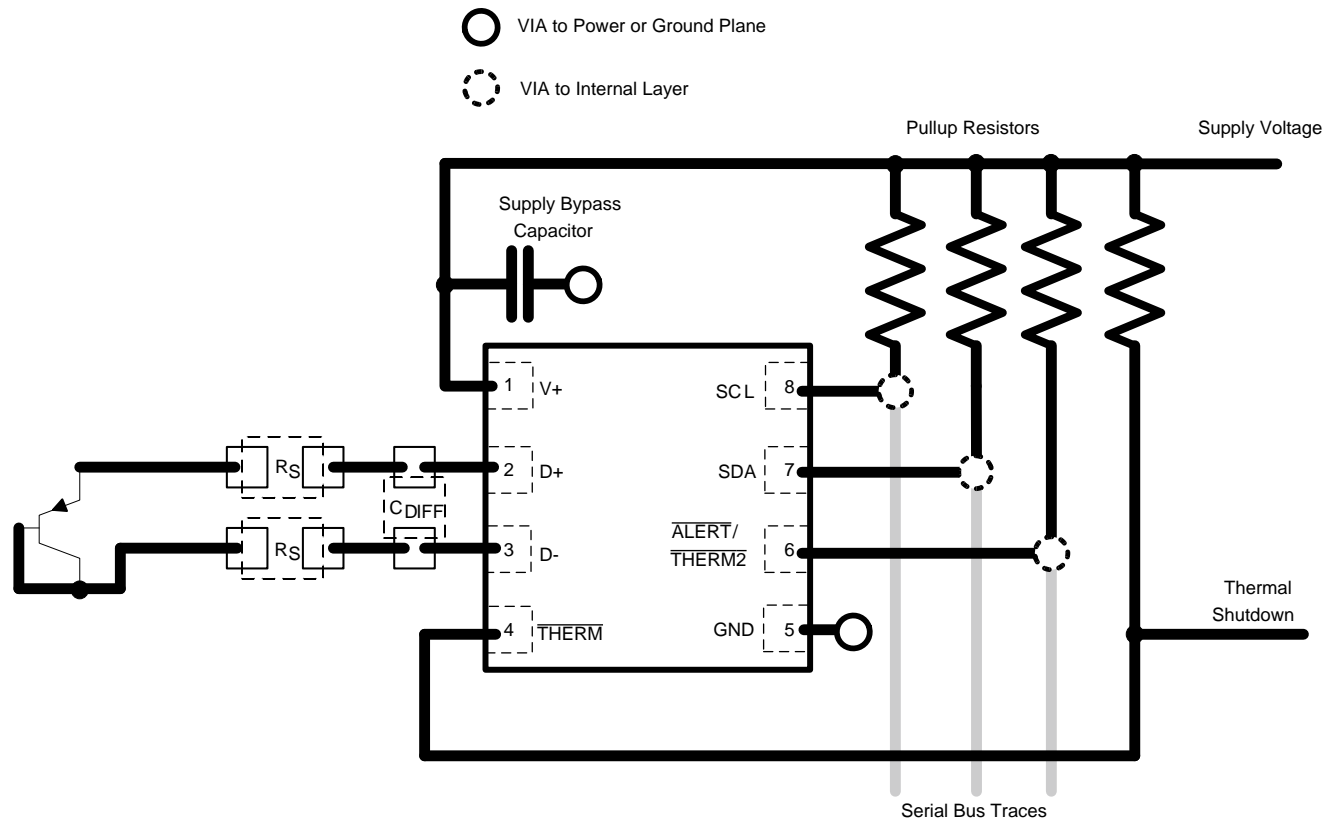 VIA to Power or Ground Plane
VIA to Internal Layer
Pullup Resistors
Supply Voltage
Supply Bypass
Capacitor
1
V+
SCL
8
RS
2
D+
SDA
7
CDIFF
RS
3
D-
ALERT/
THERM2
6
4
THERM
GND
5
Thermal
Shutdown
Serial Bus Traces